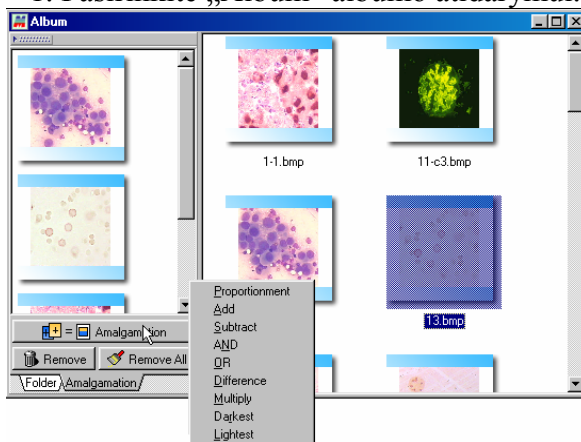 Album
1-1.bmp
11-c3.bmp
13.bmp
Amalgamation
Remove
Remove All
Folder
Amalgamation
Proportionment
Add
Subtract
AND
OR
Difference
Multiply
Darkest
Lightest